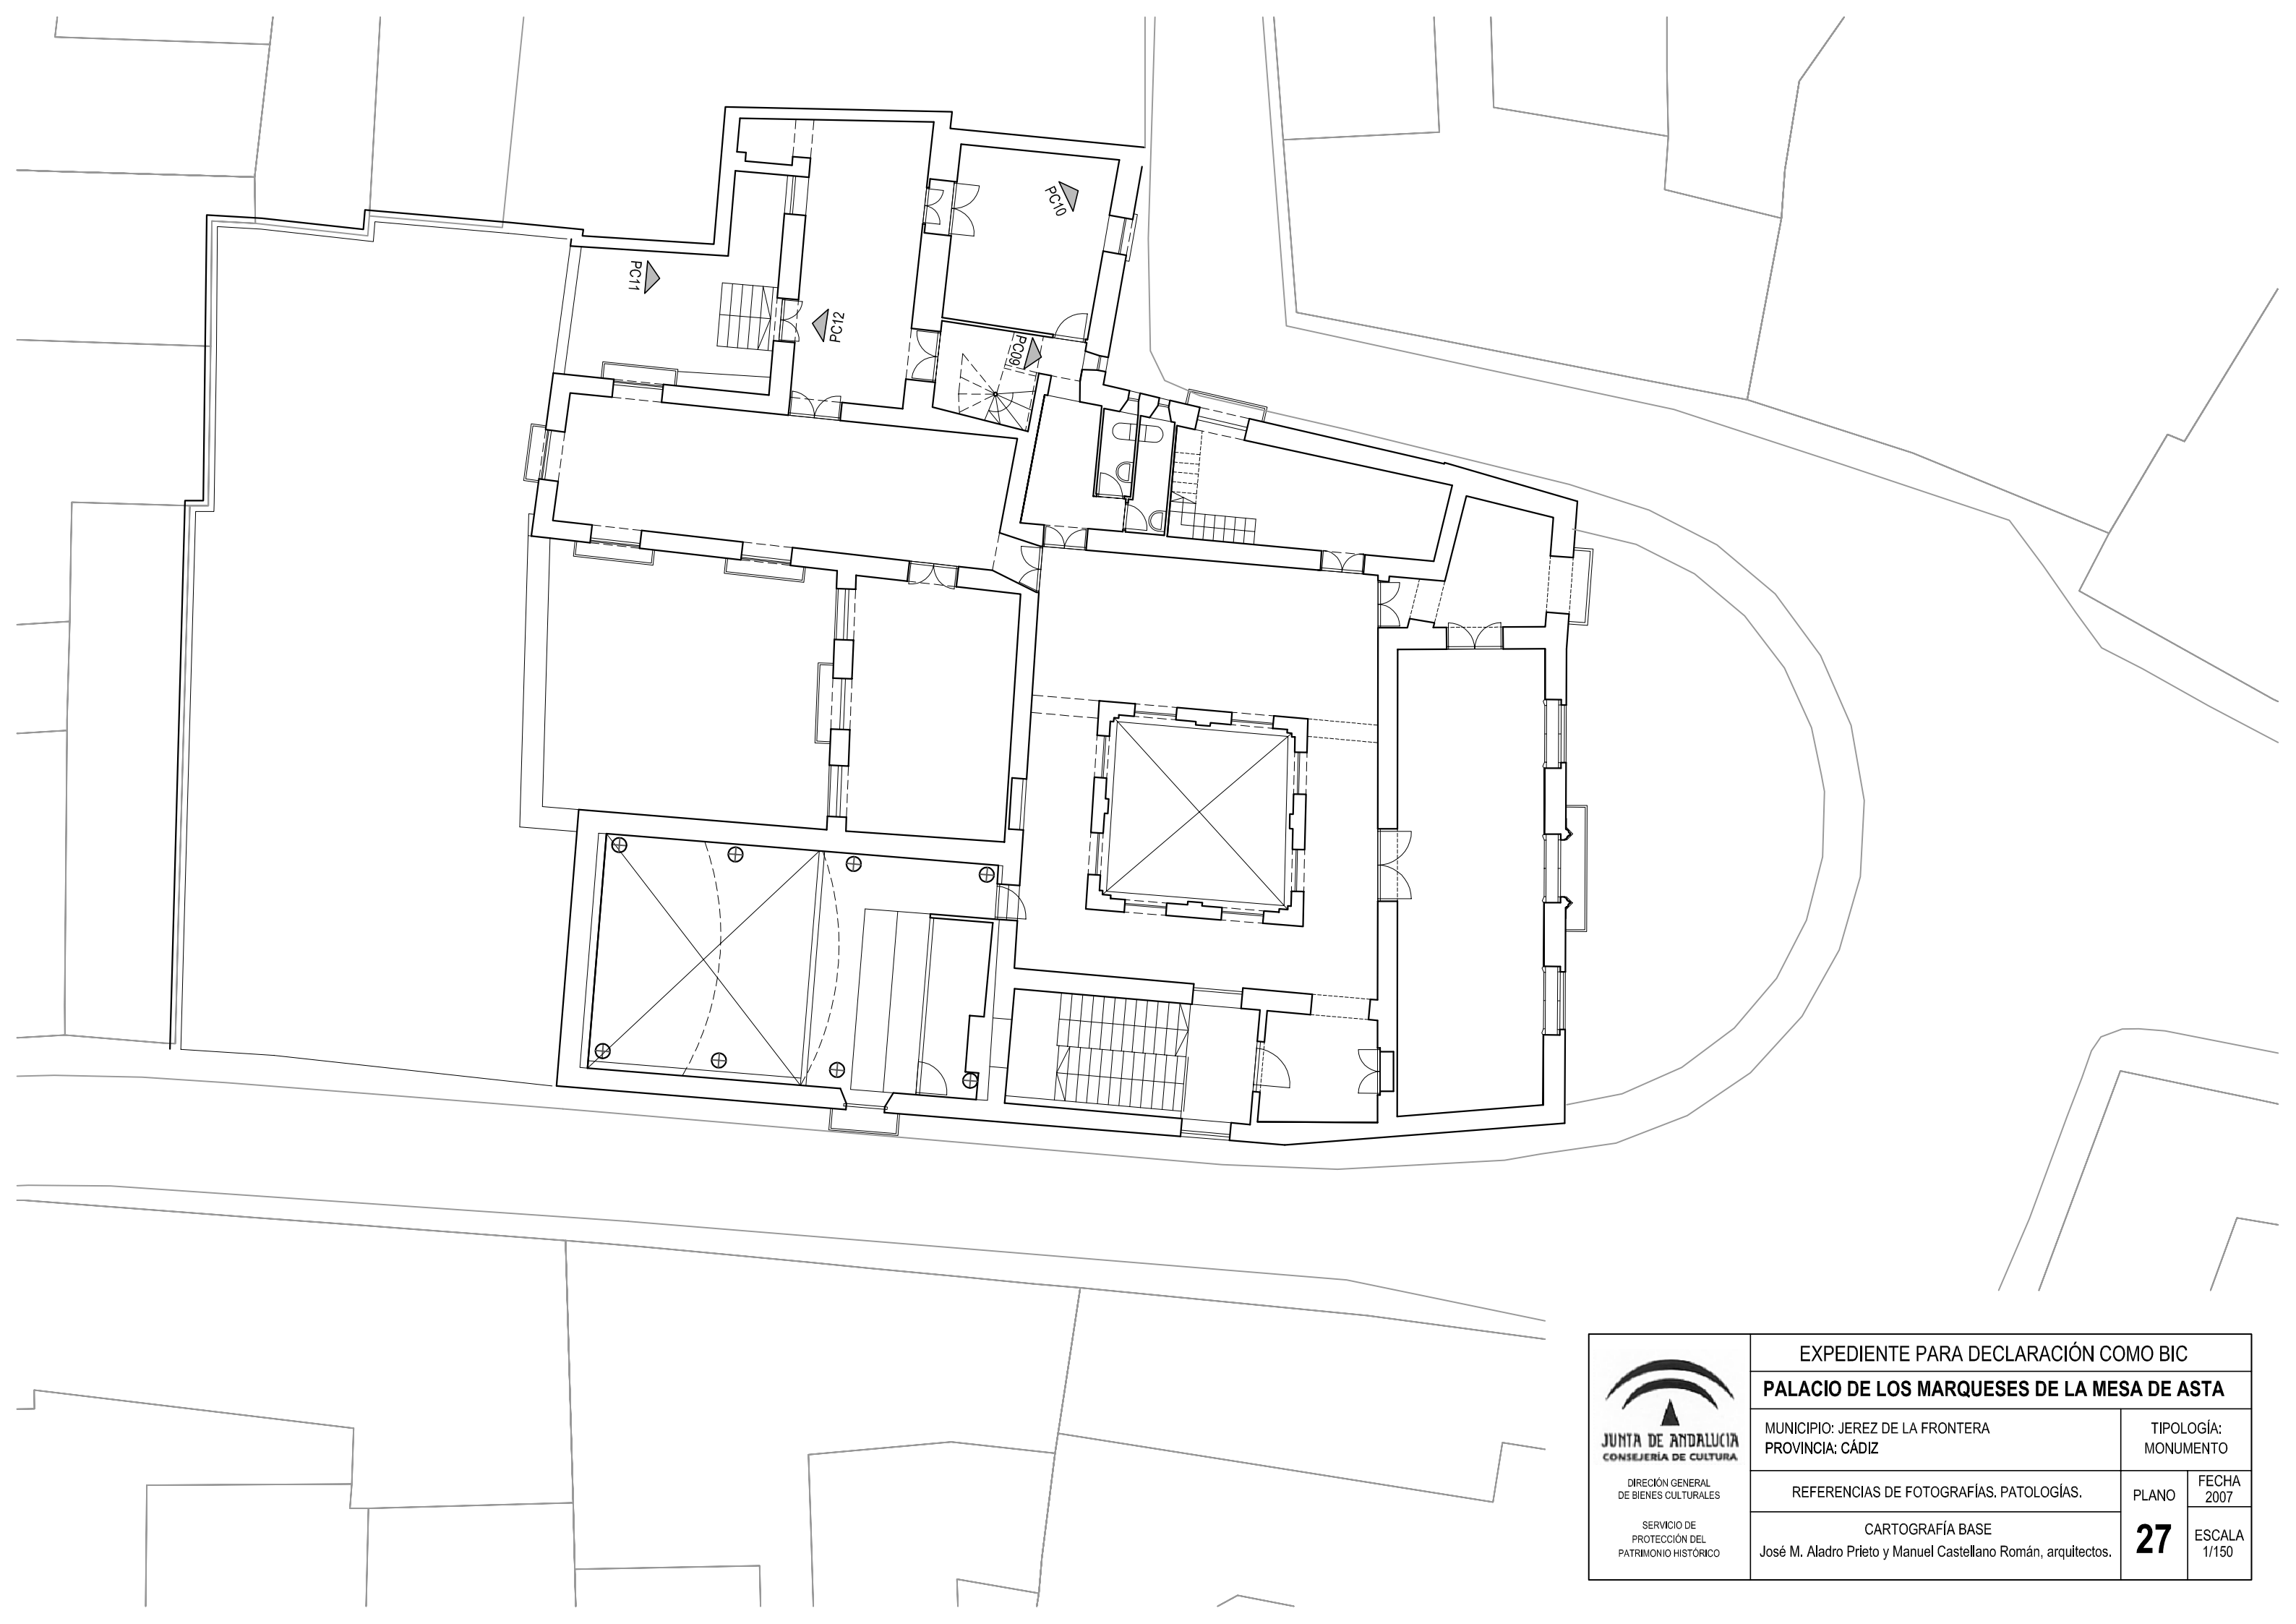 PC10
PC11
PC12
PC09
EXPEDIENTE PARA DECLARACIÓN COMO BIC
PALACIO DE LOS MARQUESES DE LA MESA DE ASTA
MUNICIPIO: JEREZ DE LA FRONTERA
PROVINCIA: CÁDIZ
TIPOLOGÍA:
MONUMENTO
JUNTA DE ANDALUCIA
CONSEJERÍA DE CULTURA
DIRECIÓN GENERAL
DE BIENES CULTURALES
SERVICIO DE
PROTECCIÓN DEL
PATRIMONIO HISTÓRICO
REFERENCIAS DE FOTOGRAFÍAS. PATOLOGÍAS.
PLANO
27
FECHA
2007
CARTOGRAFÍA BASE
José M. Aladro Prieto y Manuel Castellano Román, arquitectos.
ESCALA
1/150